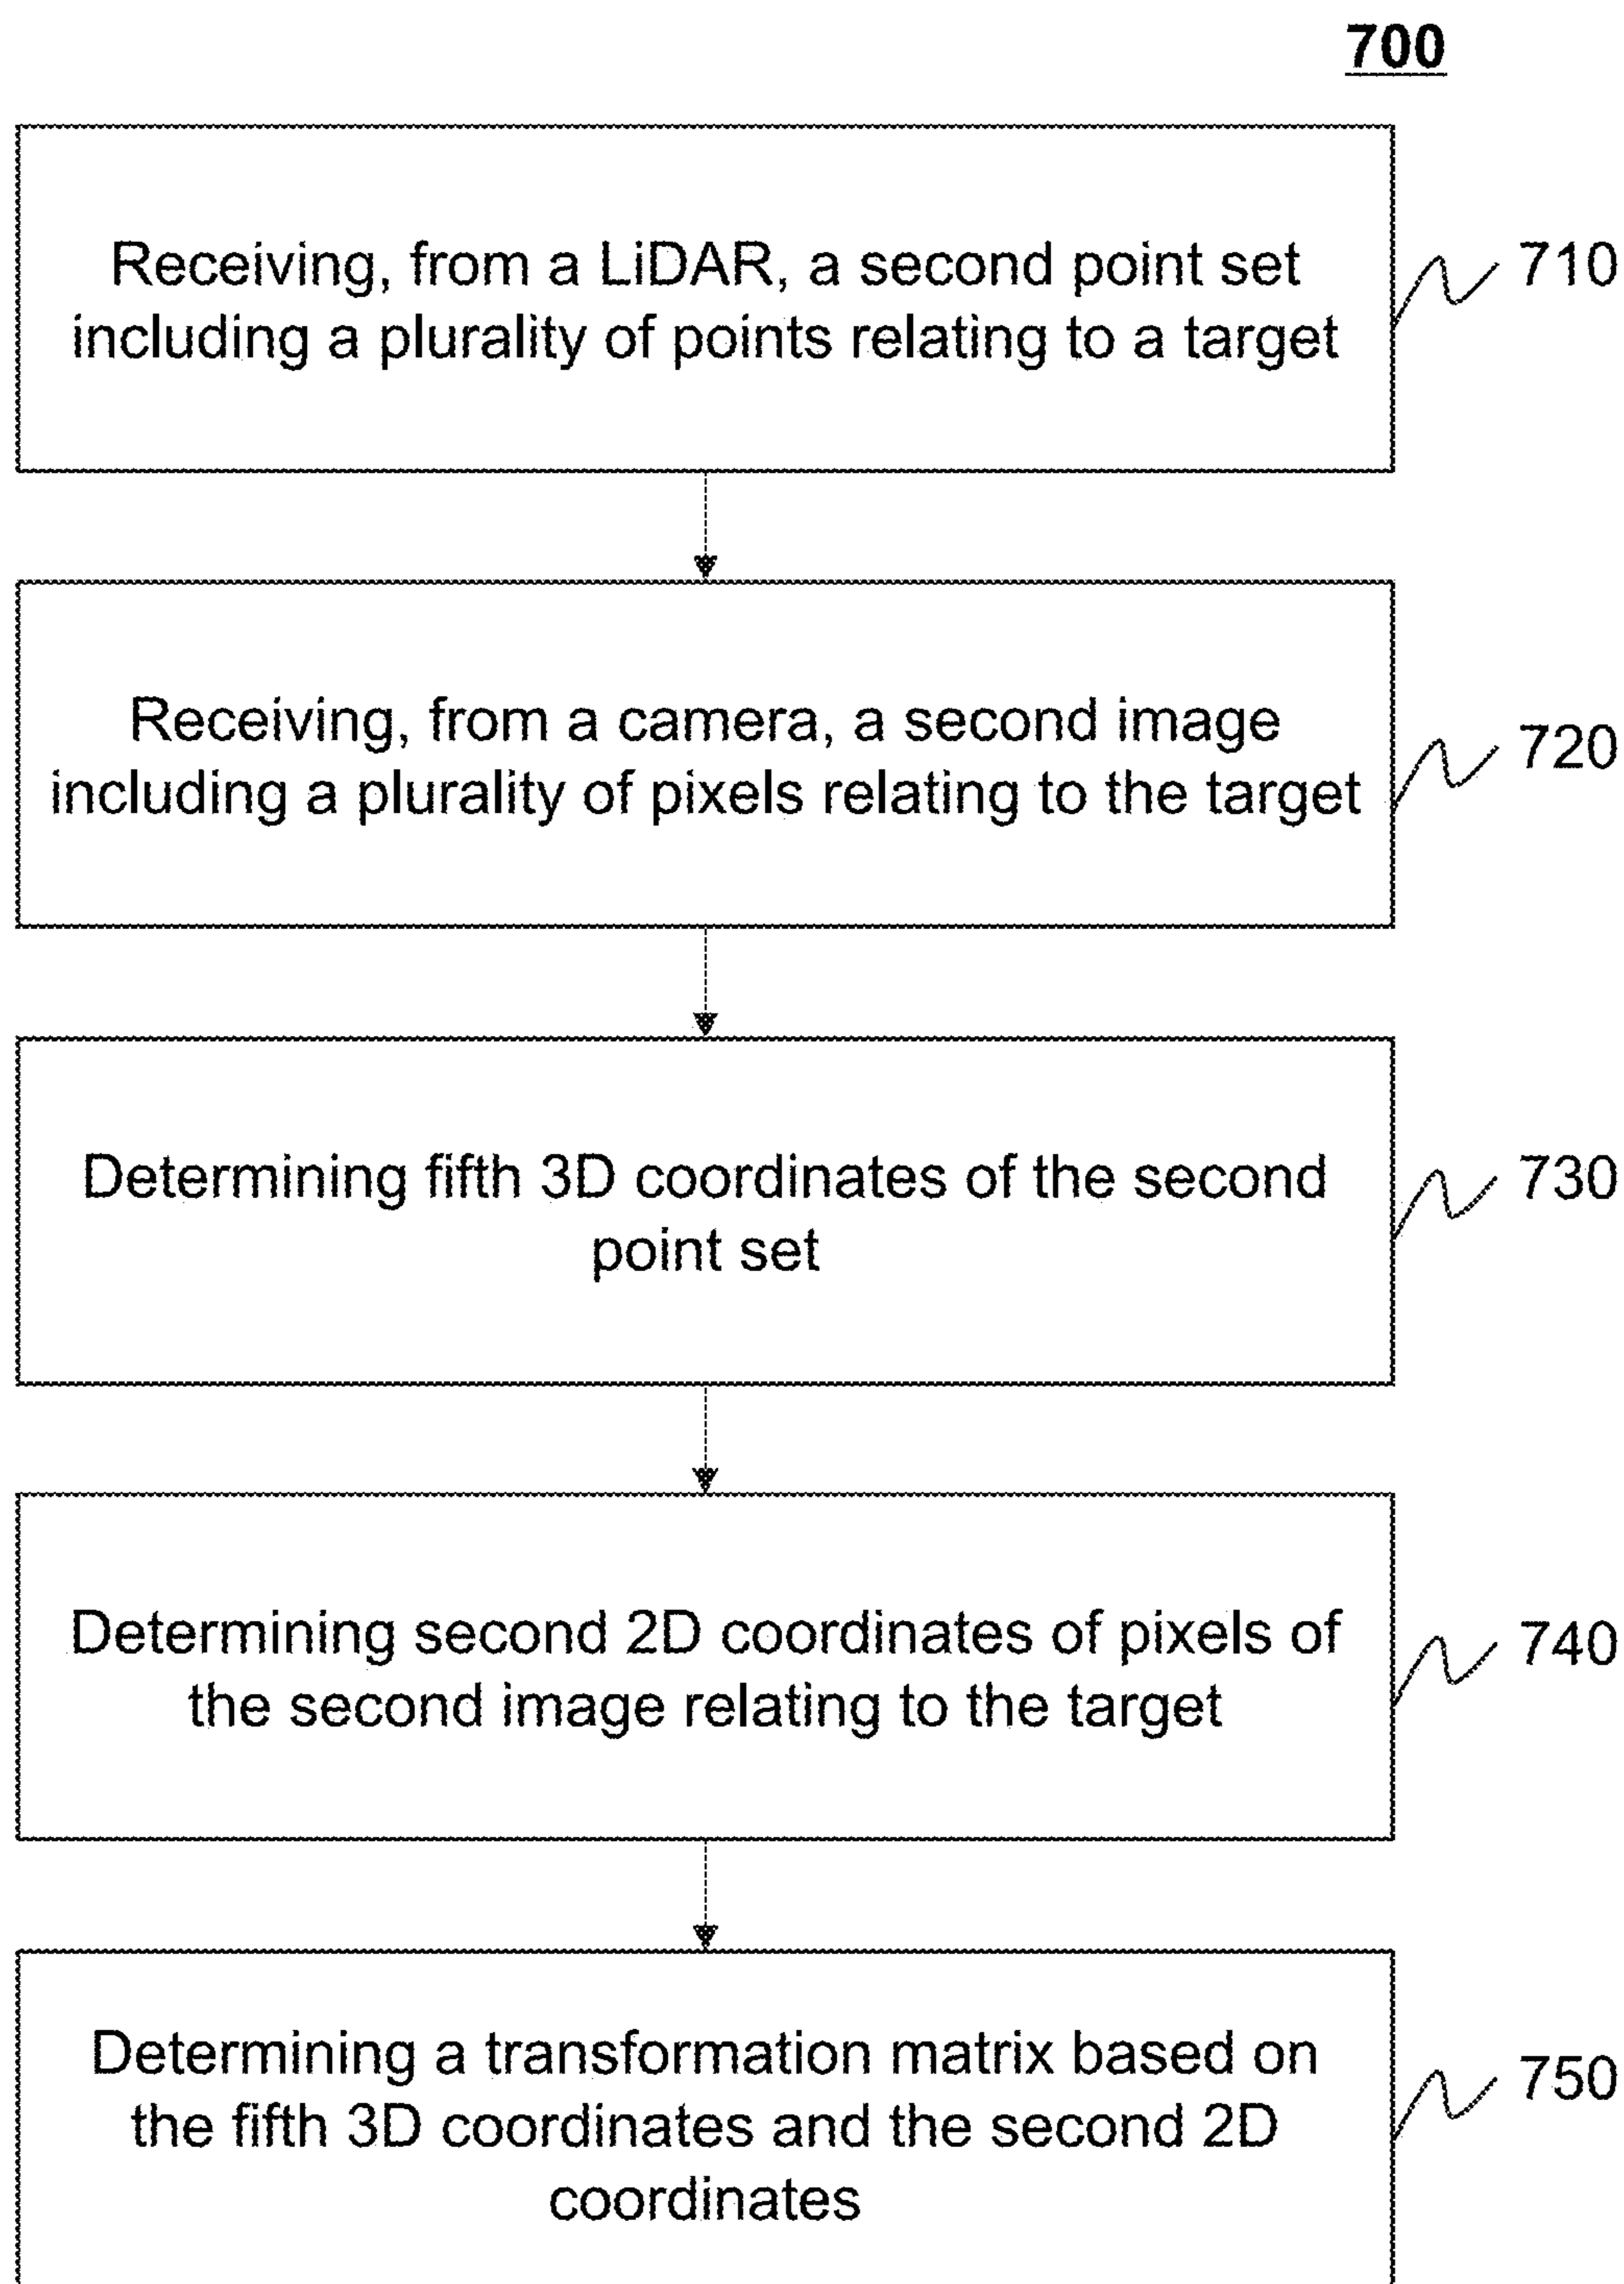 700
Receiving, from a LiDAR, a second point set
including a plurality of points relating to a target
710
Receiving, from a camera, a second image
including a plurality of pixels relating to the target
720
Determining fifth 3D coordinates of the second
point set
730
Determining second 2D coordinates of pixels of
the second image relating to the target
740
Determining a transformation matrix based on
the fifth 3D coordinates and the second 2D
coordinates
750